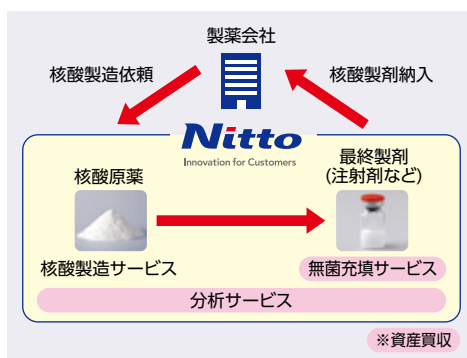 製薬会社
核酸製造依頼
核酸製剤納入
Nitto
Innovation for Customers
核酸原薬
最終製剤
(注射剤など)
核酸製造サービス
無菌充填サービス
分析サービス
※資産買収